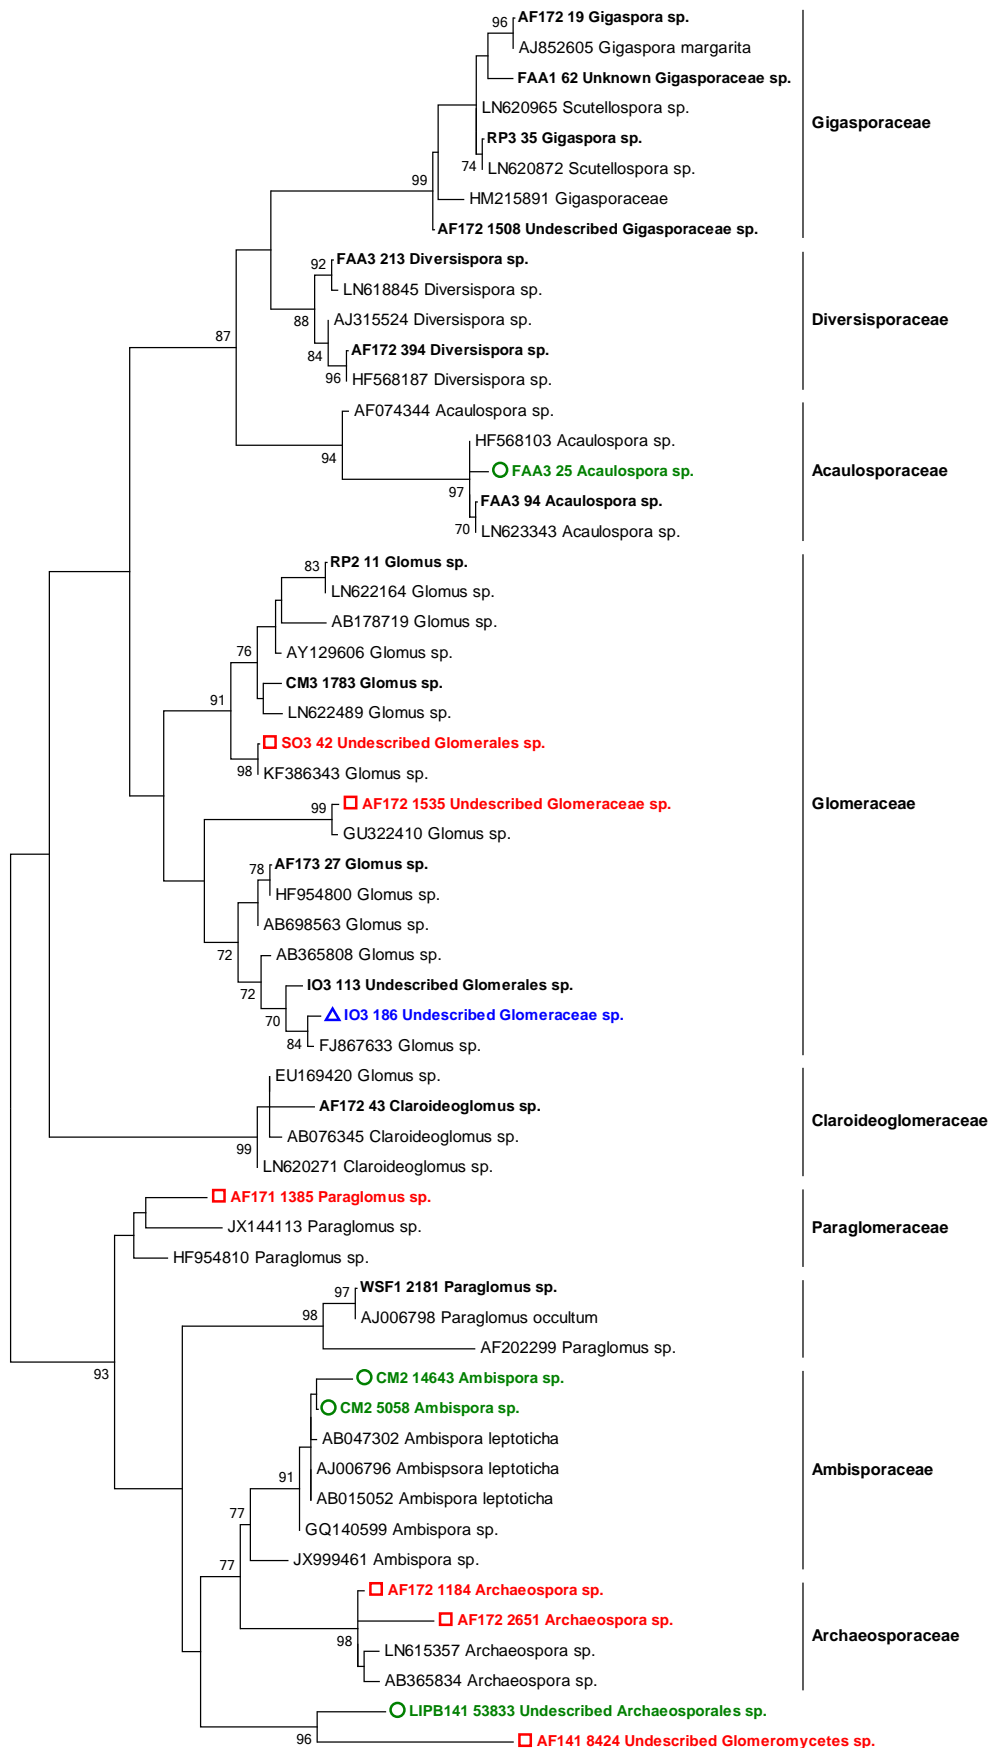 AF172 19 Gigaspora sp.
96
AJ852605 Gigaspora margarita
FAA1 62 Unknown Gigasporaceae sp.
LN620965 Scutellospora sp.
Gigasporaceae
RP3 35 Gigaspora sp.
74
LN620872 Scutellospora sp.
99
HM215891 Gigasporaceae
AF172 1508 Undescribed Gigasporaceae sp.
FAA3 213 Diversispora sp.
92
LN618845 Diversispora sp.
88
AJ315524 Diversispora sp.
Diversisporaceae
87
84
AF172 394 Diversispora sp.
96
HF568187 Diversispora sp.
AF074344 Acaulospora sp.
94
HF568103 Acaulospora sp.
FAA3 25 Acaulospora sp.
Acaulosporaceae
97
FAA3 94 Acaulospora sp.
70
LN623343 Acaulospora sp.
RP2 11 Glomus sp.
83
LN622164 Glomus sp.
AB178719 Glomus sp.
76
AY129606 Glomus sp.
CM3 1783 Glomus sp.
91
LN622489 Glomus sp.
SO3 42 Undescribed Glomerales sp.
98
KF386343 Glomus sp.
AF172 1535 Undescribed Glomeraceae sp.
Glomeraceae
99
GU322410 Glomus sp.
AF173 27 Glomus sp.
78
HF954800 Glomus sp.
AB698563 Glomus sp.
72
AB365808 Glomus sp.
72
IO3 113 Undescribed Glomerales sp.
70
IO3 186 Undescribed Glomeraceae sp.
84
FJ867633 Glomus sp.
EU169420 Glomus sp.
AF172 43 Claroideoglomus sp.
Claroideoglomeraceae
AB076345 Claroideoglomus sp.
99
LN620271 Claroideoglomus sp.
AF171 1385 Paraglomus sp.
JX144113 Paraglomus sp.
Paraglomeraceae
HF954810 Paraglomus sp.
WSF1 2181 Paraglomus sp.
97
AJ006798 Paraglomus occultum
98
AF202299 Paraglomus sp.
93
CM2 14643 Ambispora sp.
CM2 5058 Ambispora sp.
AB047302 Ambispora leptoticha
AJ006796 Ambispsora leptoticha
Ambisporaceae
91
AB015052 Ambispora leptoticha
77
GQ140599 Ambispora sp.
JX999461 Ambispora sp.
77
AF172 1184 Archaeospora sp.
AF172 2651 Archaeospora sp.
Archaeosporaceae
98
LN615357 Archaeospora sp.
AB365834 Archaeospora sp.
LIPB141 53833 Undescribed Archaeosporales sp.
96
AF141 8424 Undescribed Glomeromycetes sp.